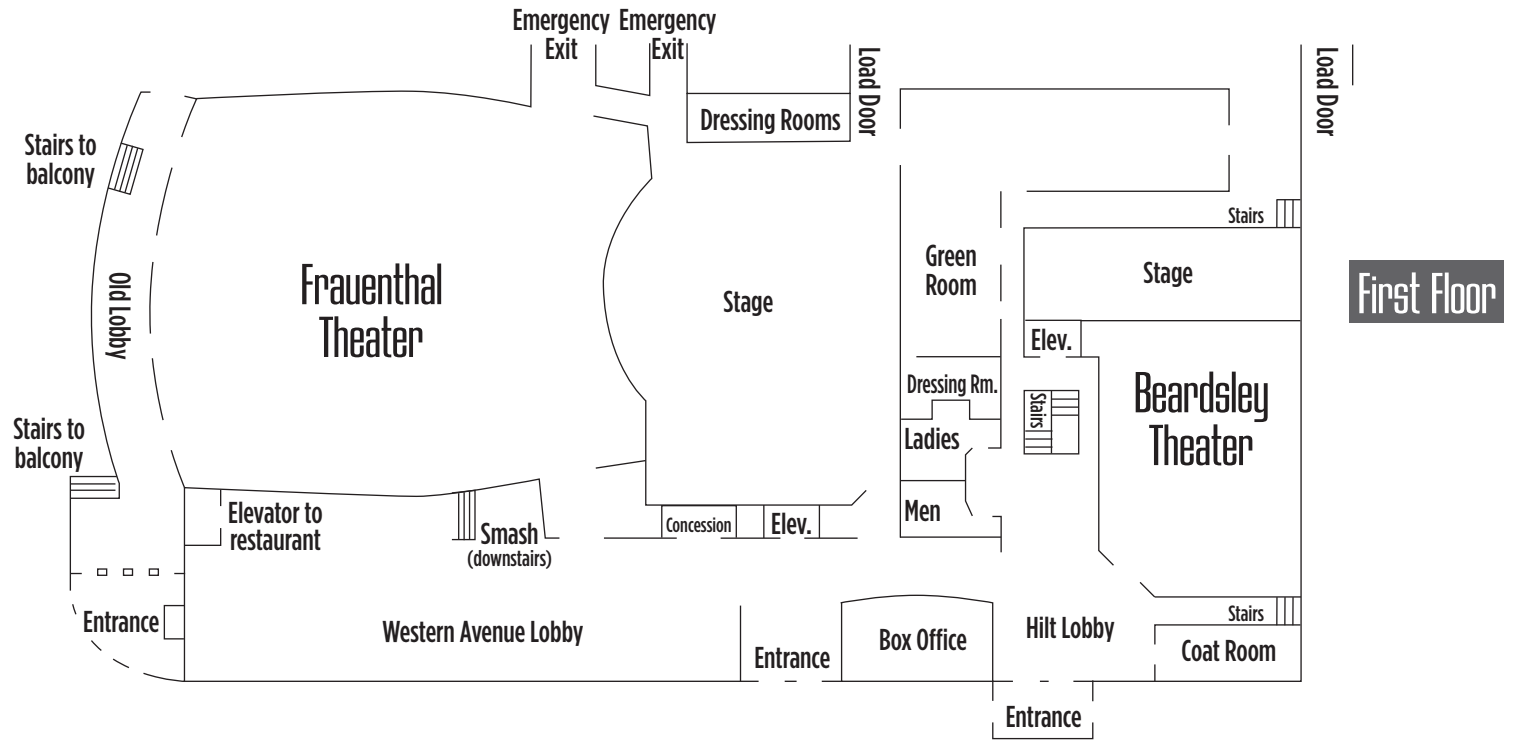 Emergency
Exit
Emergency
Exit
Load Door
Load Door
Dressing Rooms
Stairs to
balcony
Stairs
Green
Room
Stage
First Floor
Frauenthal
Theater
Old Lobby
Stage
Elev.
Dressing Rm.
Beardsley
Theater
Stairs
Ladies
Stairs to
balcony
Elevator to
restaurant
Smash
(downstairs)
Concession
Elev.
Men
Entrance
Western Avenue Lobby
Entrance
Box Office
Hilt Lobby
Stairs
Coat Room
Entrance